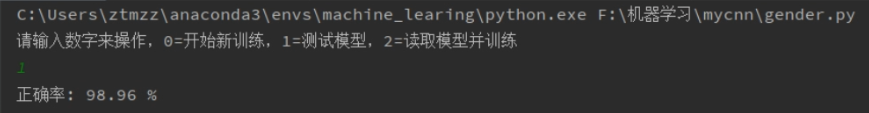 C:\Users\ztmzz\anaconda3\envs\machine_learing\python.exe F:\机器学习\mycnn\gender.py
请输入数字来操作，0=开始新训练，1=测试模型，2=读取模型并训练
1
正确率: 98.96 %